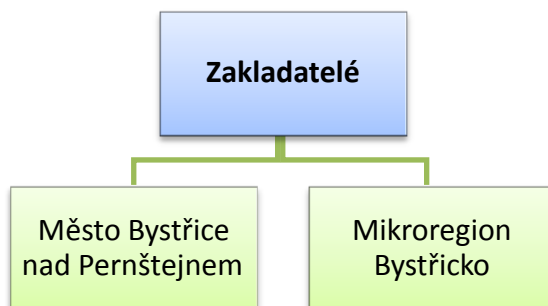 Zakladatelé
Město Bystřice
nad Pernštejnem
Mikroregion
Bystřicko